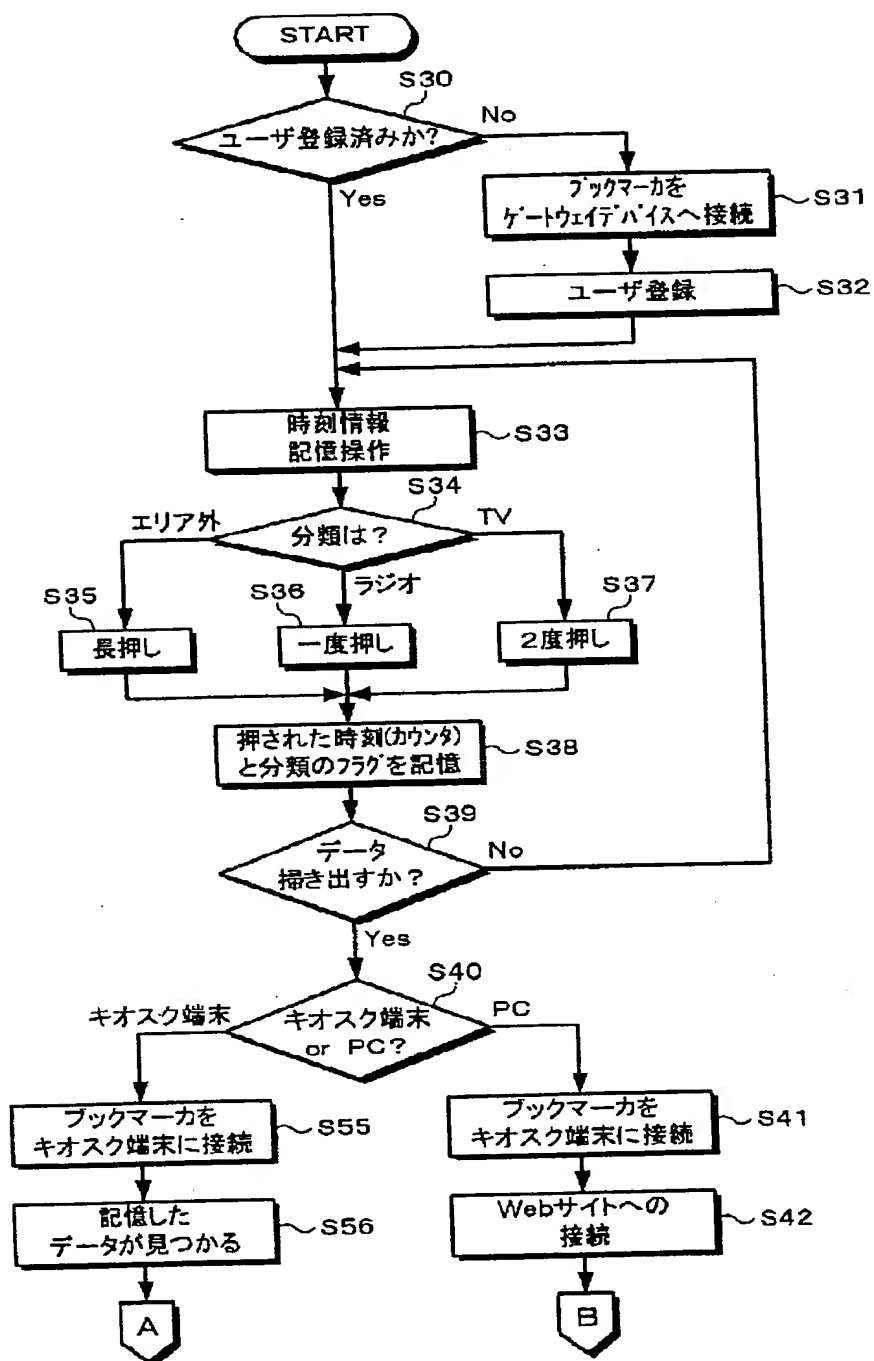 START
S30
ユーザ登録済みか?
No
Yes
ブックマーカを
ゲートウェイデバイスへ接続
S31
ユーザ登録
S32
時刻情報
記憶操作
S33
S34
エリア外
分類は?
TV
ラジオ
S35
長押し
S36
一度押し
S37
2度押し
押された時刻(カウンタ)
と分類のフラグを記憶
S38
S39
データ
掃き出すか?
No
Yes
S40
キオスク端末
キオスク端末
or PC?
PC
ブックマーカを
キオスク端末に接続
S55
ブックマーカを
キオスク端末に接続
S41
記憶した
データが見つかる
S56
Webサイトへの
接続
S42
A
B